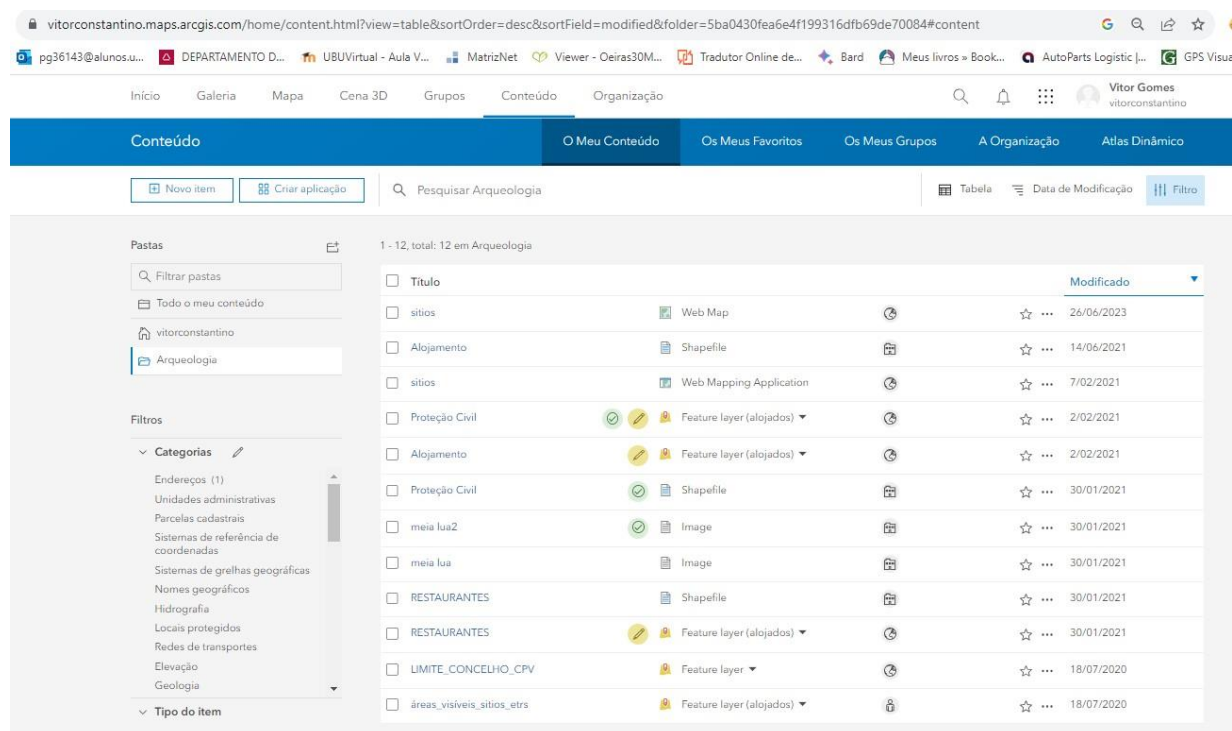 vitorconstantino.maps.arcgis.com/home/content.html?view=table&sortOrder=desc&sortField=modified&folder=5ba0430fea6e4f199316dfb69de70084#content
pg36143@alunos.u... DEPARTAMENTO D... UBUVirtual - Aula V... MatrizNet Viewer - Oeiras30M... Tradutor Online de... Bard Meus livros » Book... AutoParts Logistic |... GPS Visua
Início Galeria Mapa Cena 3D Grupos Conteúdo Organização Vitor Gomes
vitorconstantino
Conteúdo O Meu Conteúdo Os Meus Favoritos Os Meus Grupos A Organização Atlas Dinâmico
Novo item Criar aplicação Pesquisar Arqueologia Tabela Data de Modificação Filtro
Pastas
Filtrar pastas
Todo o meu conteúdo
vitorconstantino
Arqueologia
Filtros
Categorias
Endereços (1)
Unidades administrativas
Parcelas cadastrais
Sistemas de referência de
coordenadas
Sistemas de grelhas geográficas
Nomes geográficos
Hidrografia
Locais protegidos
Redes de transportes
Elevação
Geologia
Tipo do item
1 - 12, total: 12 em Arqueologia
Título Modificado
sitios Web Map 26/06/2023
Alojamento Shapefile 14/06/2021
sitios Web Mapping Application 7/02/2021
Proteção Civil Feature layer (alojados) 2/02/2021
Alojamento Feature layer (alojados) 2/02/2021
Proteção Civil Shapefile 30/01/2021
meia lua2 Image 30/01/2021
meia lua Image 30/01/2021
RESTAURANTES Shapefile 30/01/2021
RESTAURANTES Feature layer (alojados) 30/01/2021
LIMITE_CONCELHO_CPV Feature layer 18/07/2020
áreas_visíveis_sitios_etrs Feature layer (alojados) 18/07/2020